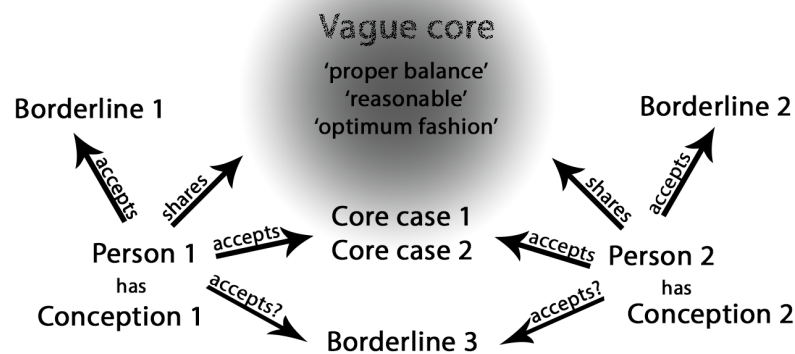 Vague core
'proper balance'
'reasonable'
'optimum fashion'
Borderline 1
Borderline 2
accepts
shares
shares
accepts
Core case 1
Core case 2
Person 1
accepts
accepts
Person 2
has
has
Conception 1
accepts?
accepts?
Conception 2
Borderline 3